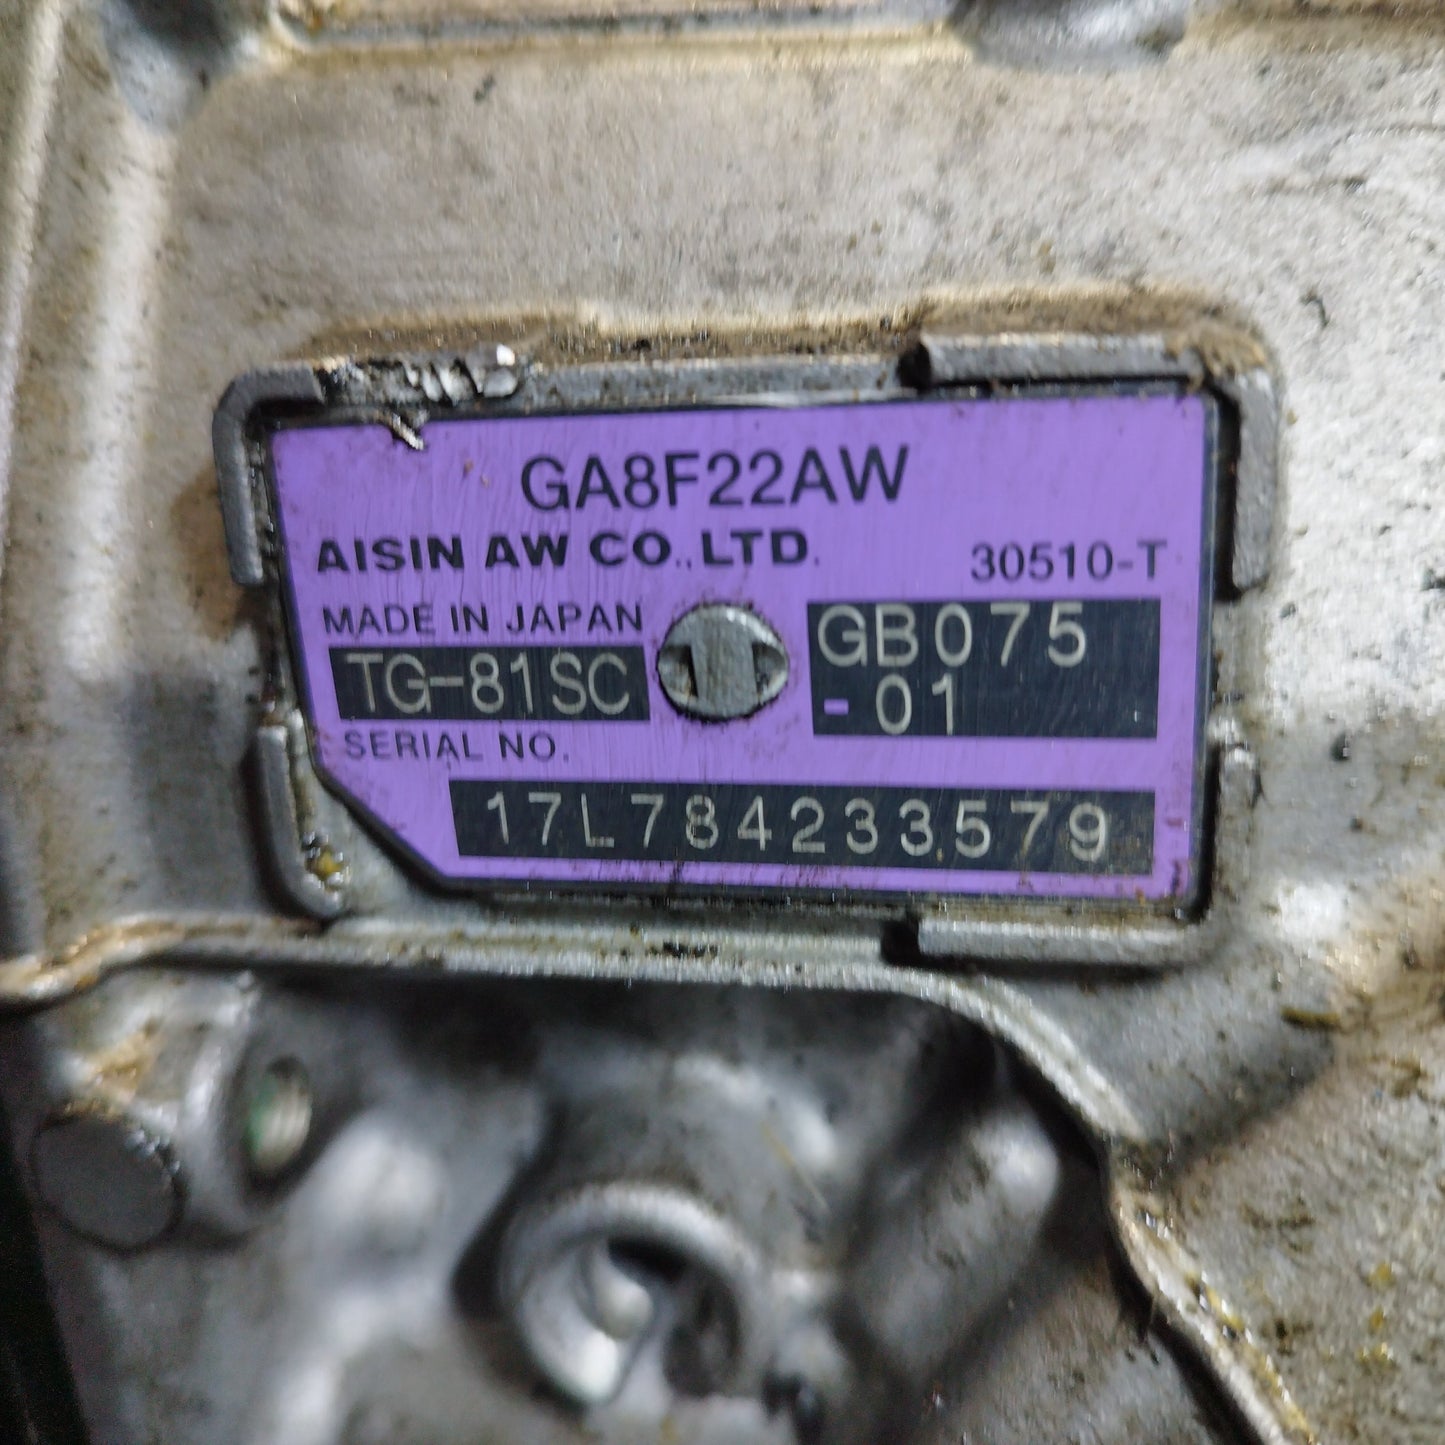 GA8F22AW
AISIN AW CO.,LTD.
30510-T
MADE IN JAPAN
TG-81SC
GB075
-01
SERIAL NO.
17L784233579